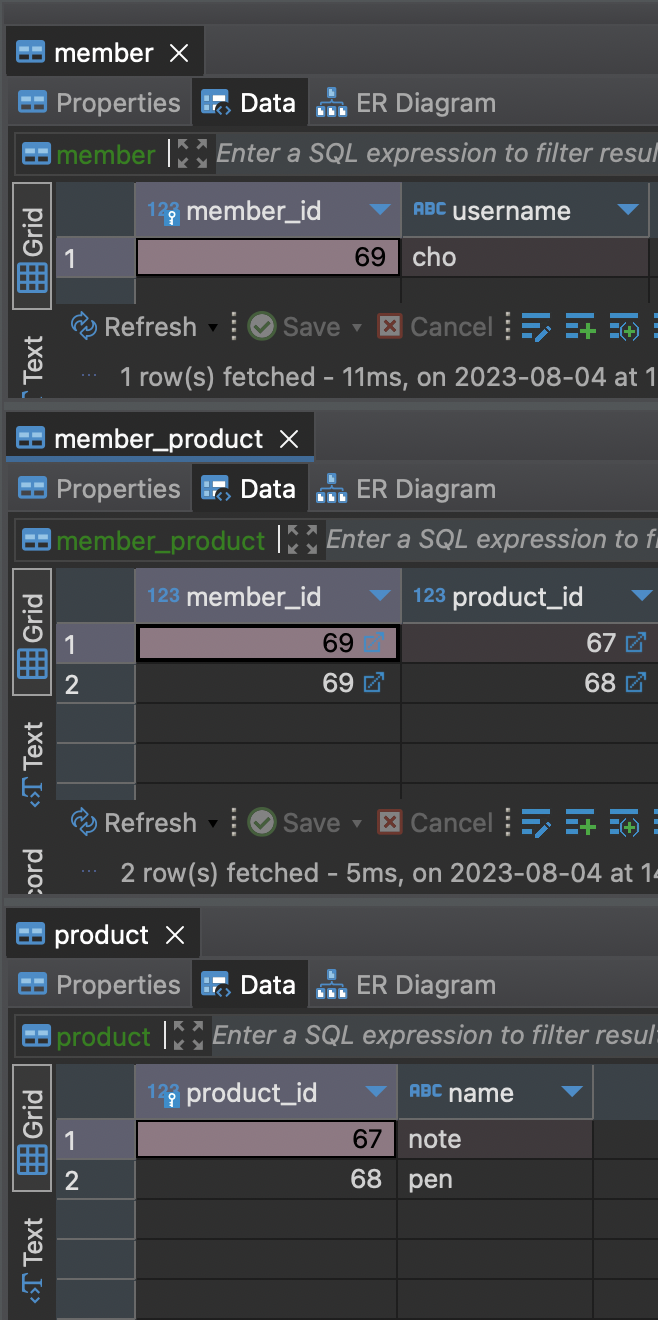 member
Properties Data ER Diagram
member Enter a SQL expression to filter resul
123 member_id ABC username
Grid
1 69 cho
Text
Refresh Save Cancel
1 row(s) fetched - 11ms, on 2023-08-04 at 1
member_product
Properties Data ER Diagram
member_product Enter a SQL expression to fi
123 member_id 123 product_id
Grid
1 69 67
2 69 68
Text
Refresh Save Cancel
cord
2 row(s) fetched - 5ms, on 2023-08-04 at 14
product
Properties Data ER Diagram
product Enter a SQL expression to filter result
123 product_id ABC name
Grid
1 67 note
2 68 pen
Text